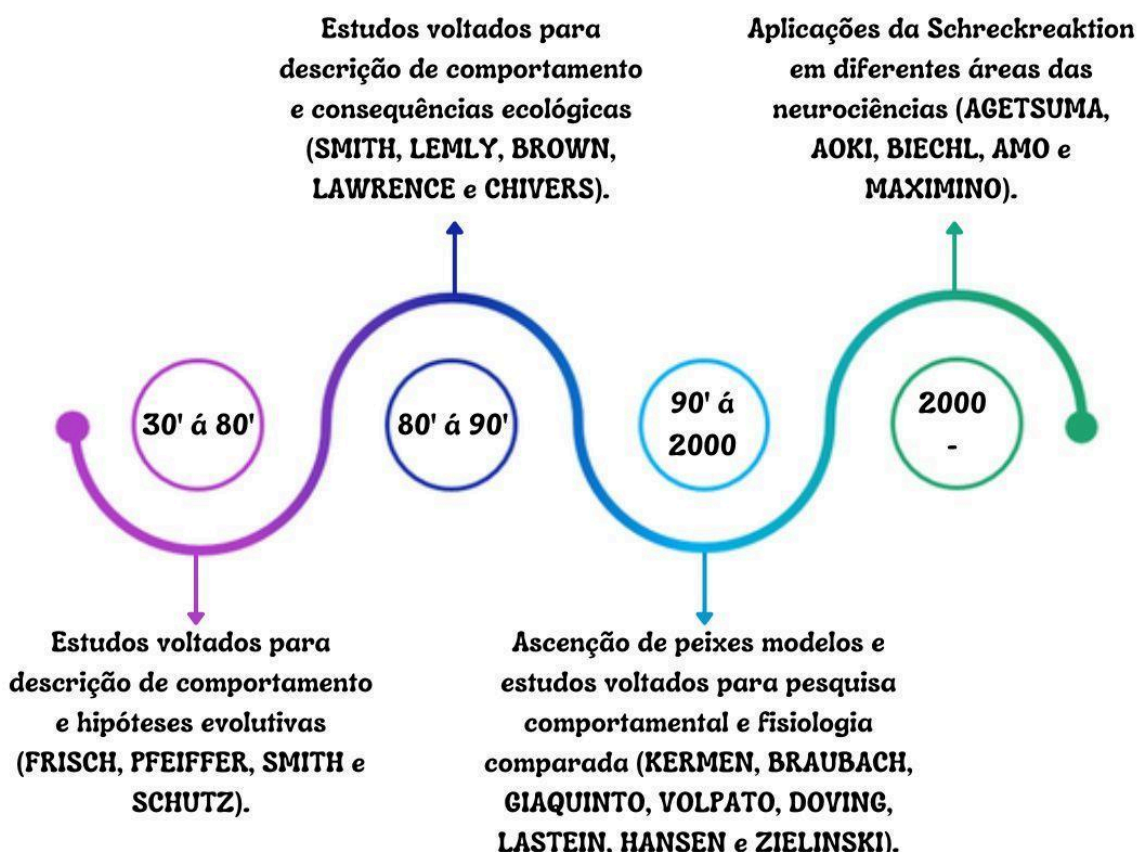 Estudos voltados para
descrição de comportamento
e consequências ecológicas
(SMITH, LEMLY, BROWN,
LAWRENCE e CHIVERS).
Aplicações da Schreckreaktion
em diferentes áreas das
neurociências (AGETSUMA,
AOKI, BIECHL, AMO e
MAXIMINO).
30' á 80'
80' á 90'
90' á
2000
2000
-
Estudos voltados para
descrição de comportamento
e hipóteses evolutivas
(FRISCH, PFEIFFER, SMITH e
SCHUTZ).
Ascenção de peixes modelos e
estudos voltados para pesquisa
comportamental e fisiologia
comparada (KERMEN, BRAUBACH,
GIAQUINTO, VOLPATO, DOVING,
LASTEIN, HANSEN e ZIELINSKI).